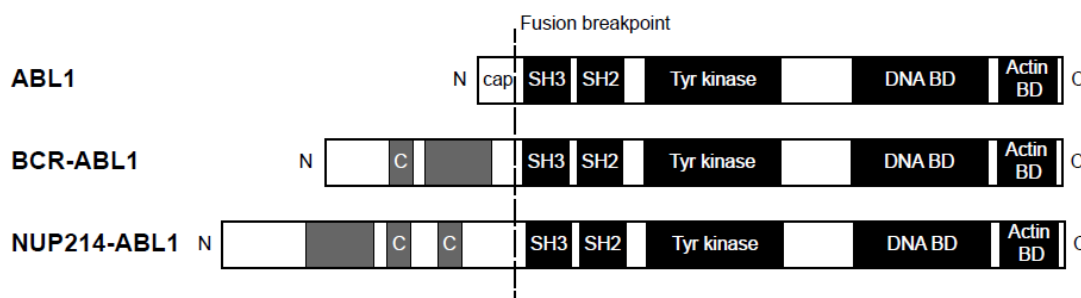 Fusion breakpoint
ABL1 N cap SH3 SH2 Tyr kinase DNA BD Actin BD C
BCR-ABL1 N C SH3 SH2 Tyr kinase DNA BD Actin BD C
NUP214-ABL1 N C C SH3 SH2 Tyr kinase DNA BD Actin BD C